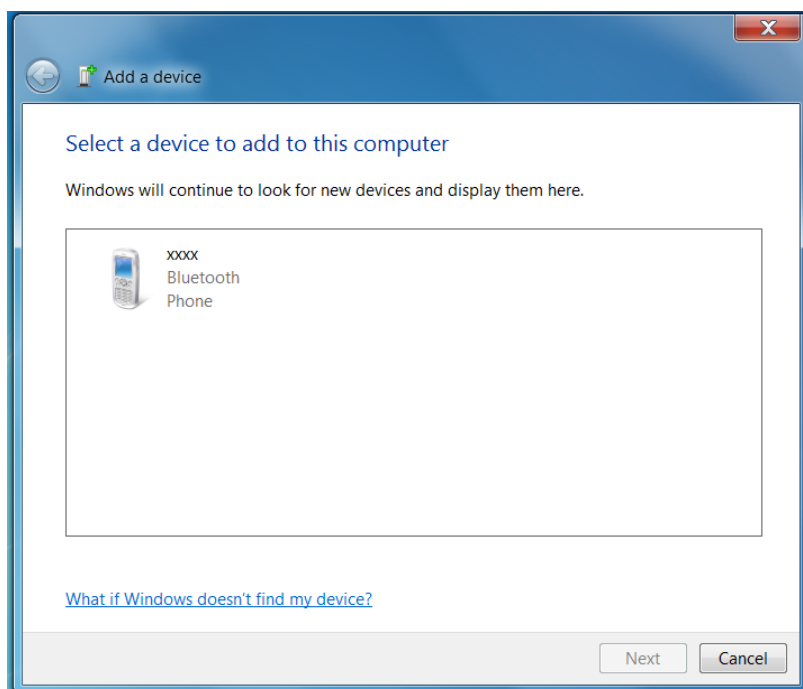 Add a device
Select a device to add to this computer
Windows will continue to look for new devices and display them here.
xxxx
Bluetooth
Phone
What if Windows doesn't find my device?
Next
Cancel